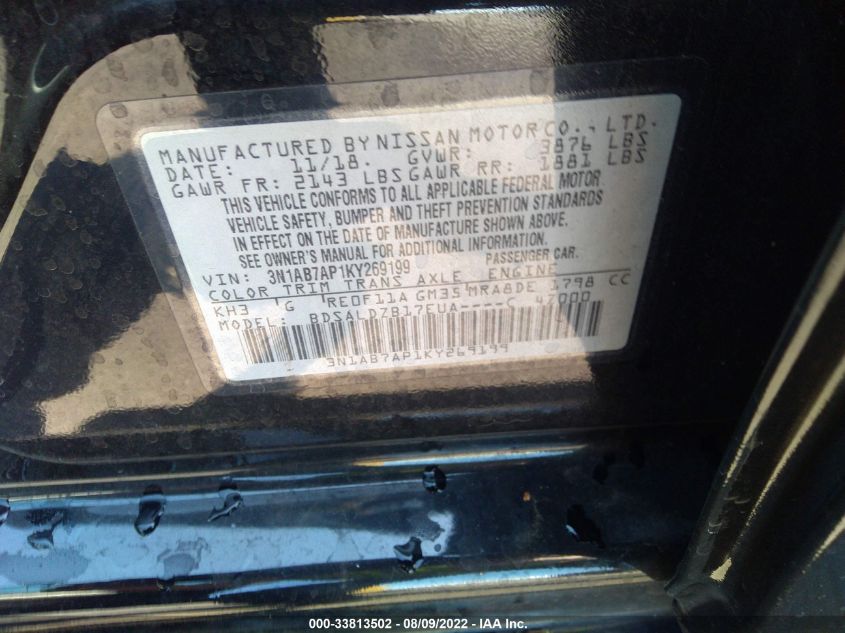 MANUFACTURED BY NISSAN MOTOR CO., LTD.
DATE: 11/18. GVWR: 3876 LBS
GAWR FR: 2143 LBS GAWR RR: 1881 LBS
THIS VEHICLE CONFORMS TO ALL APPLICABLE FEDERAL MOTOR
VEHICLE SAFETY, BUMPER AND THEFT PREVENTION STANDARDS
IN EFFECT ON THE DATE OF MANUFACTURE SHOWN ABOVE.
SEE OWNER'S MANUAL FOR ADDITIONAL INFORMATION.
VIN: 3N1AB7AP1KY269199 PASSENGER CAR.
COLOR TRIM TRANS AXLE ENGINE
KH3 G RE0F11A GM35 MRA8DE 1798 CC
MODEL: BDSALDZB17EUA----C 47000
3N1AB7AP1KY269199
000-33813502 - 08/09/2022 - IAA Inc.